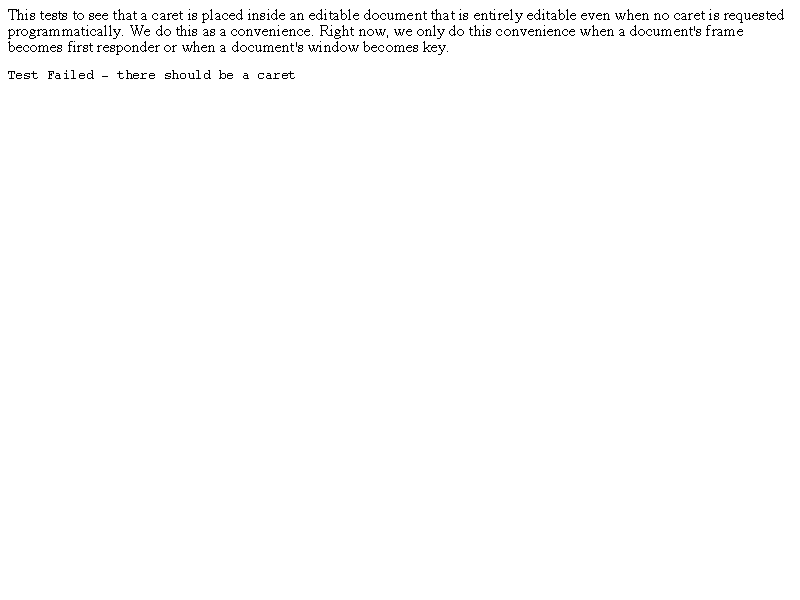 This tests to see that a caret is placed inside an editable document that is entirely editable even when no caret is requested
programmatically. We do this as a convenience. Right now, we only do this convenience when a document's frame
becomes first responder or when a document's window becomes key.
Test Failed - there should be a caret